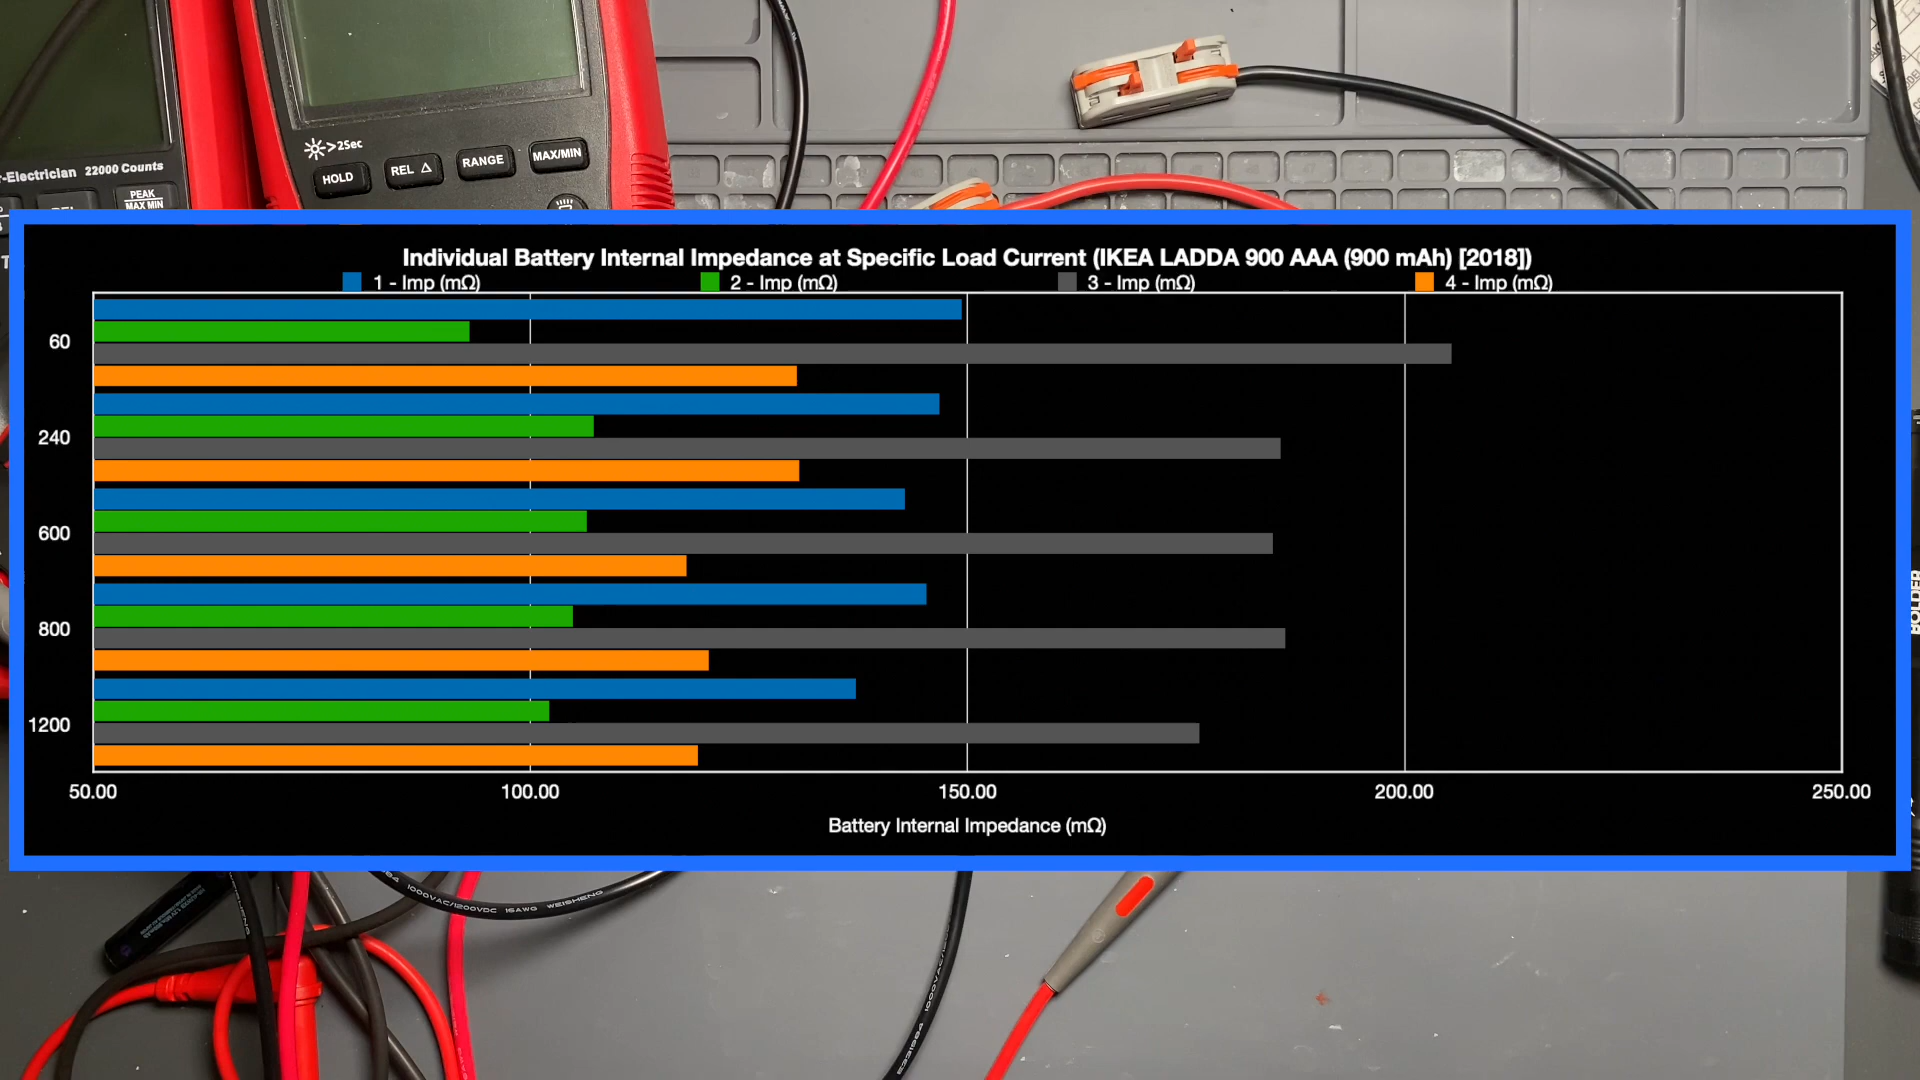 >2Sec
HOLD
REL △
RANGE
MAX/MIN
-Electrician 22000 Counts
PEAK
MAX MIN
Individual Battery Internal Impedance at Specific Load Current (IKEA LADDA 900 AAA (900 mAh) [2018])
1 - Imp (mΩ) 2 - Imp (mΩ) 3 - Imp (mΩ) 4 - Imp (mΩ)
60
240
600
800
1200
50.00 100.00 150.00 200.00 250.00
Battery Internal Impedance (mΩ)
BOLDER
1000VAC/1200VDC 16AWG WEISHENG